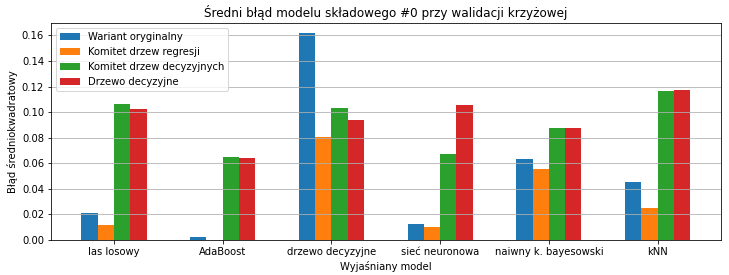 Średni błąd modelu składowego #0 przy walidacji krzyżowej
Błąd średniokwadratowy
0.16
0.14
0.12
0.10
0.08
0.06
0.04
0.02
0.00
Wariant oryginalny
Komitet drzew regresji
Komitet drzew decyzyjnych
Drzewo decyzyjne
las losowy
AdaBoost
drzewo decyzyjne
sieć neuronowa
naiwny k. bayesowski
kNN
Wyjaśniany model